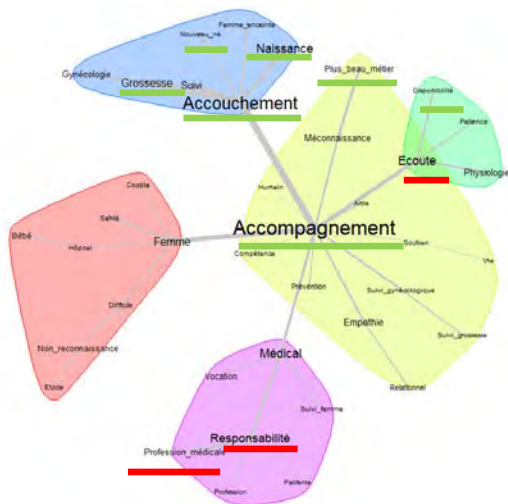 Femme_enceinte
Nouveau_né
Naissance
Gynécologie
Grossesse
Suivi
Accouchement
Plus_beau_métier
Disponibilité
Patience
Méconnaissance
Ecoute
Physiologie
Couple
Humain
Aide
Santé
Bébé
Hôpital
Femme
Accompagnement
Compétence
Soutien
Vie
Prévention
Suivi_gynécologique
Difficile
Empathie
Suivi_grossesse
Non_reconnaissance
Médical
Etude
Vocation
Relationnel
Suivi_femme
Responsabilité
Profession_médicale
Patiente
Profession